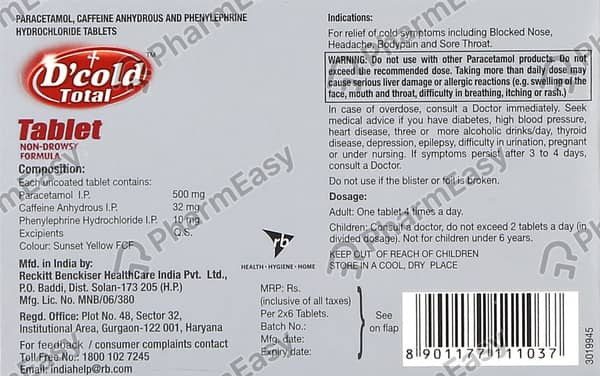 PARACETAMOL, CAFFEINE ANHYDROUS AND PHENYLEPHRINE
HYDROCHLORIDE TABLETS
D'cold
Total
TM
Tablet
NON-DROWSY
FORMULA
Composition:
Each uncoated tablet contains:
Paracetamol I.P. 500 mg
Caffeine Anhydrous I.P. 32 mg
Phenylephrine Hydrochloride I.P. 10 mg
Excipients Q.S.
Colour: Sunset Yellow FCF
Mfd. in India by:
Reckitt Benckiser HealthCare India Pvt. Ltd.,
P.O. Baddi, Dist. Solan-173 205 (H.P.)
Mfg. Lic. No. MNB/06/380
Regd. Office: Plot No. 48, Sector 32,
Institutional Area, Gurgaon-122 001, Haryana
For feedback / consumer complaints contact
Toll Free No.: 1800 102 7245
Email: indiahelp@rb.com
rb
HEALTH • HYGIENE • HOME
Indications:
For relief of cold symptoms including Blocked Nose,
Headache, Bodypain and Sore Throat.
WARNING: Do not use with other Paracetamol products. Do not
exceed the recommended dose. Taking more than daily dose may
cause serious liver damage or allergic reactions (e.g. swelling of the
face, mouth and throat, difficulty in breathing, itching or rash.)
In case of overdose, consult a Doctor immediately. Seek
medical advice if you have diabetes, high blood pressure,
heart disease, three or more alcoholic drinks/day, thyroid
disease, depression, epilepsy, difficulty in urination, pregnant
or under nursing. If symptoms persist after 3 to 4 days,
consult a Doctor.
Do not use if the blister or foil is broken.
Dosage:
Adult: One tablet 4 times a day.
Children: Consult a doctor, do not exceed 2 tablets a day (in
divided dosage). Not for children under 6 years.
KEEP OUT OF REACH OF CHILDREN
STORE IN A COOL, DRY PLACE
MRP: Rs.
(inclusive of all taxes)
Per 2x6 Tablets.
Batch No.:
Mfg. date:
Expiry date:
See
on flap
8 901177 111037
3019945
PharmEasy
PharmEasy
PharmEasy
PharmEasy
PharmEasy